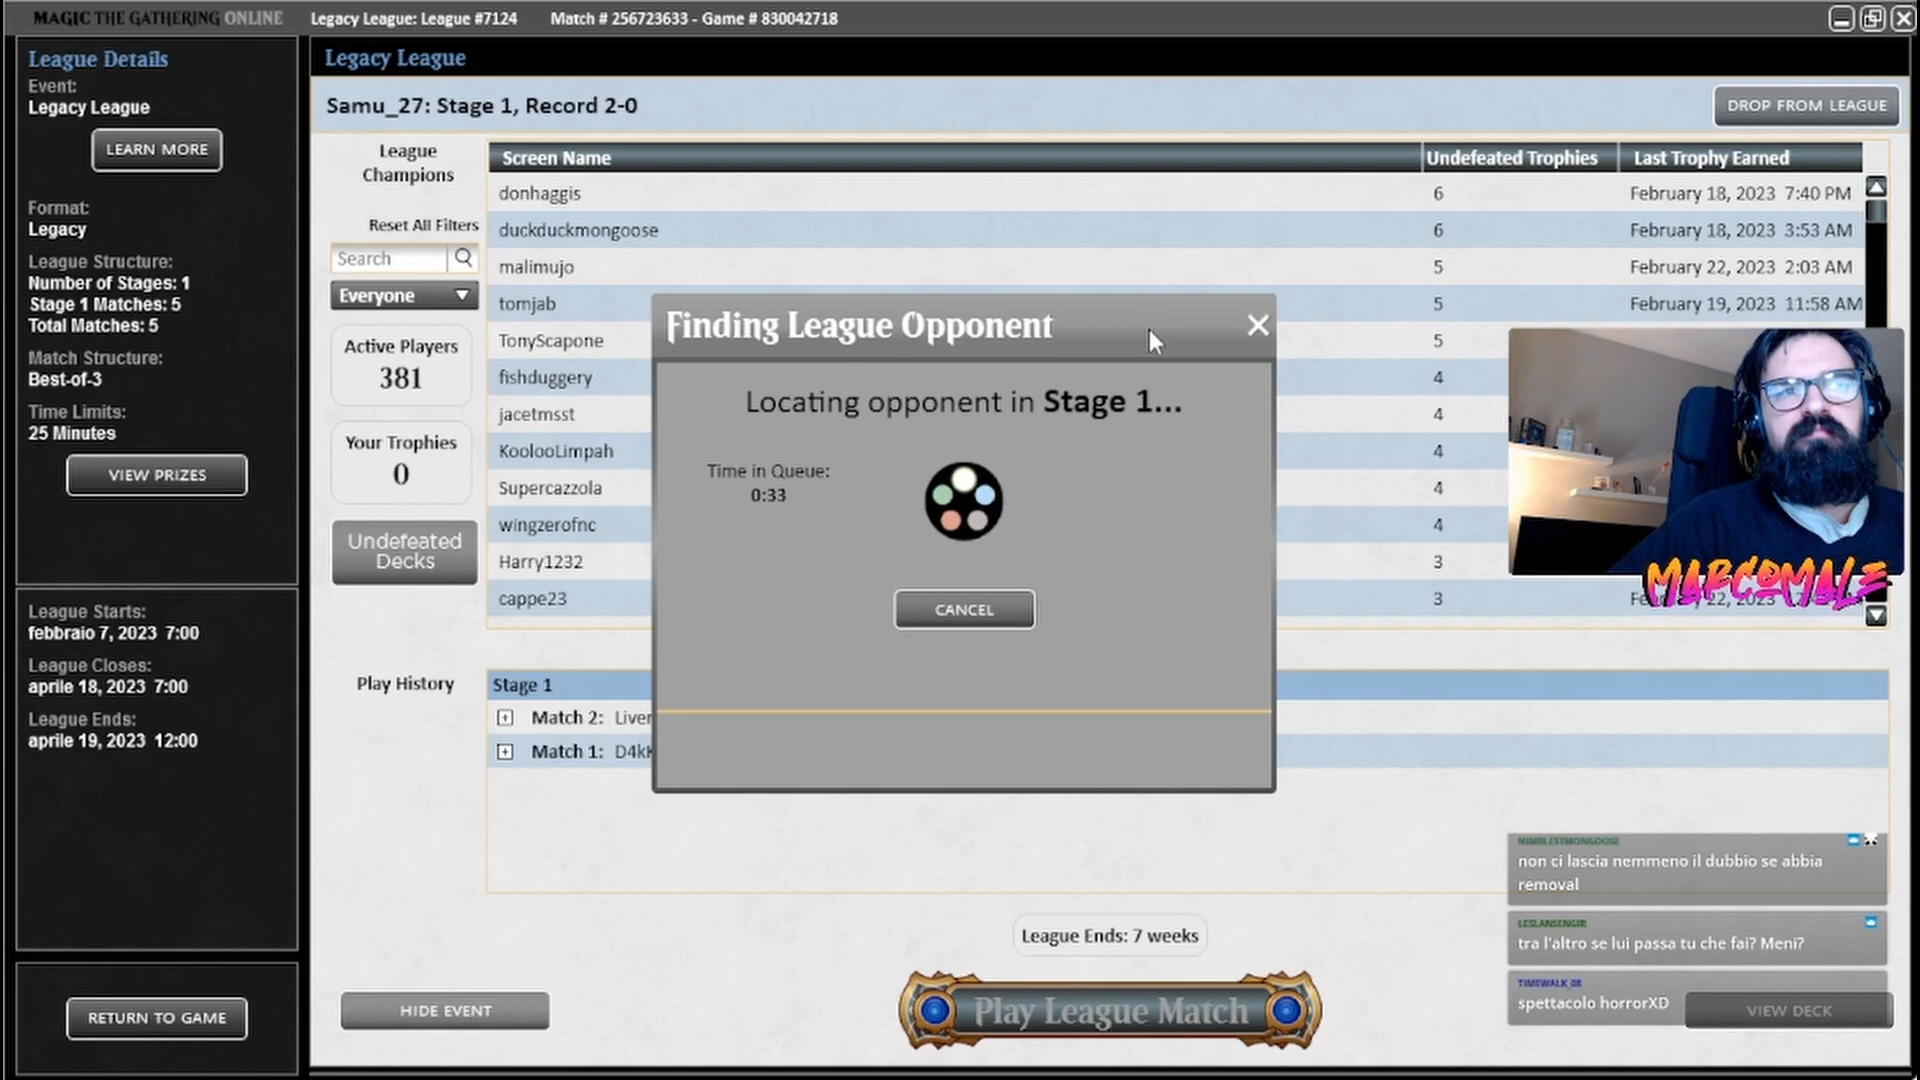 MAGIC THE GATHERING ONLINE
Legacy League: League #7124
Match # 256723633 - Game # 830042718
League Details
Event:
Legacy League
LEARN MORE
Format:
Legacy
League Structure:
Number of Stages: 1
Stage 1 Matches: 5
Total Matches: 5
Match Structure:
Best-of-3
Time Limits:
25 Minutes
VIEW PRIZES
League Starts:
febbraio 7, 2023 7:00
League Closes:
aprile 18, 2023 7:00
League Ends:
aprile 19, 2023 12:00
RETURN TO GAME
Legacy League
Samu_27: Stage 1, Record 2-0
DROP FROM LEAGUE
League
Champions
Reset All Filters
Search
Everyone
Active Players
381
Your Trophies
0
Undefeated
Decks
Screen Name Undefeated Trophies Last Trophy Earned
donhaggis 6 February 18, 2023 7:40 PM
duckduckmongoose 6 February 18, 2023 3:53 AM
malimujo 5 February 22, 2023 2:03 AM
tomjab 5 February 19, 2023 11:58 AM
TonyScapone 5
fishduggery 4
jacetmsst 4
KoolooLimpah 4
Supercazzola 4
wingzerofnc 4
Harry1232 3
cappe23 3
Finding League Opponent
Locating opponent in Stage 1...
Time in Queue:
0:33
CANCEL
MARCOMALE
Play History
Stage 1
Match 2: Liver
Match 1:
League Ends: 7 weeks
HIDE EVENT
Play League Match
NIMBLESTMONGOOSE
non ci lascia nemmeno il dubbio se abbia
removal
LESLANSENGIR
tra l'altro se lui passa tu che fai? Meni?
TIMEWALK_08
spettacolo horrorXD
VIEW DECK